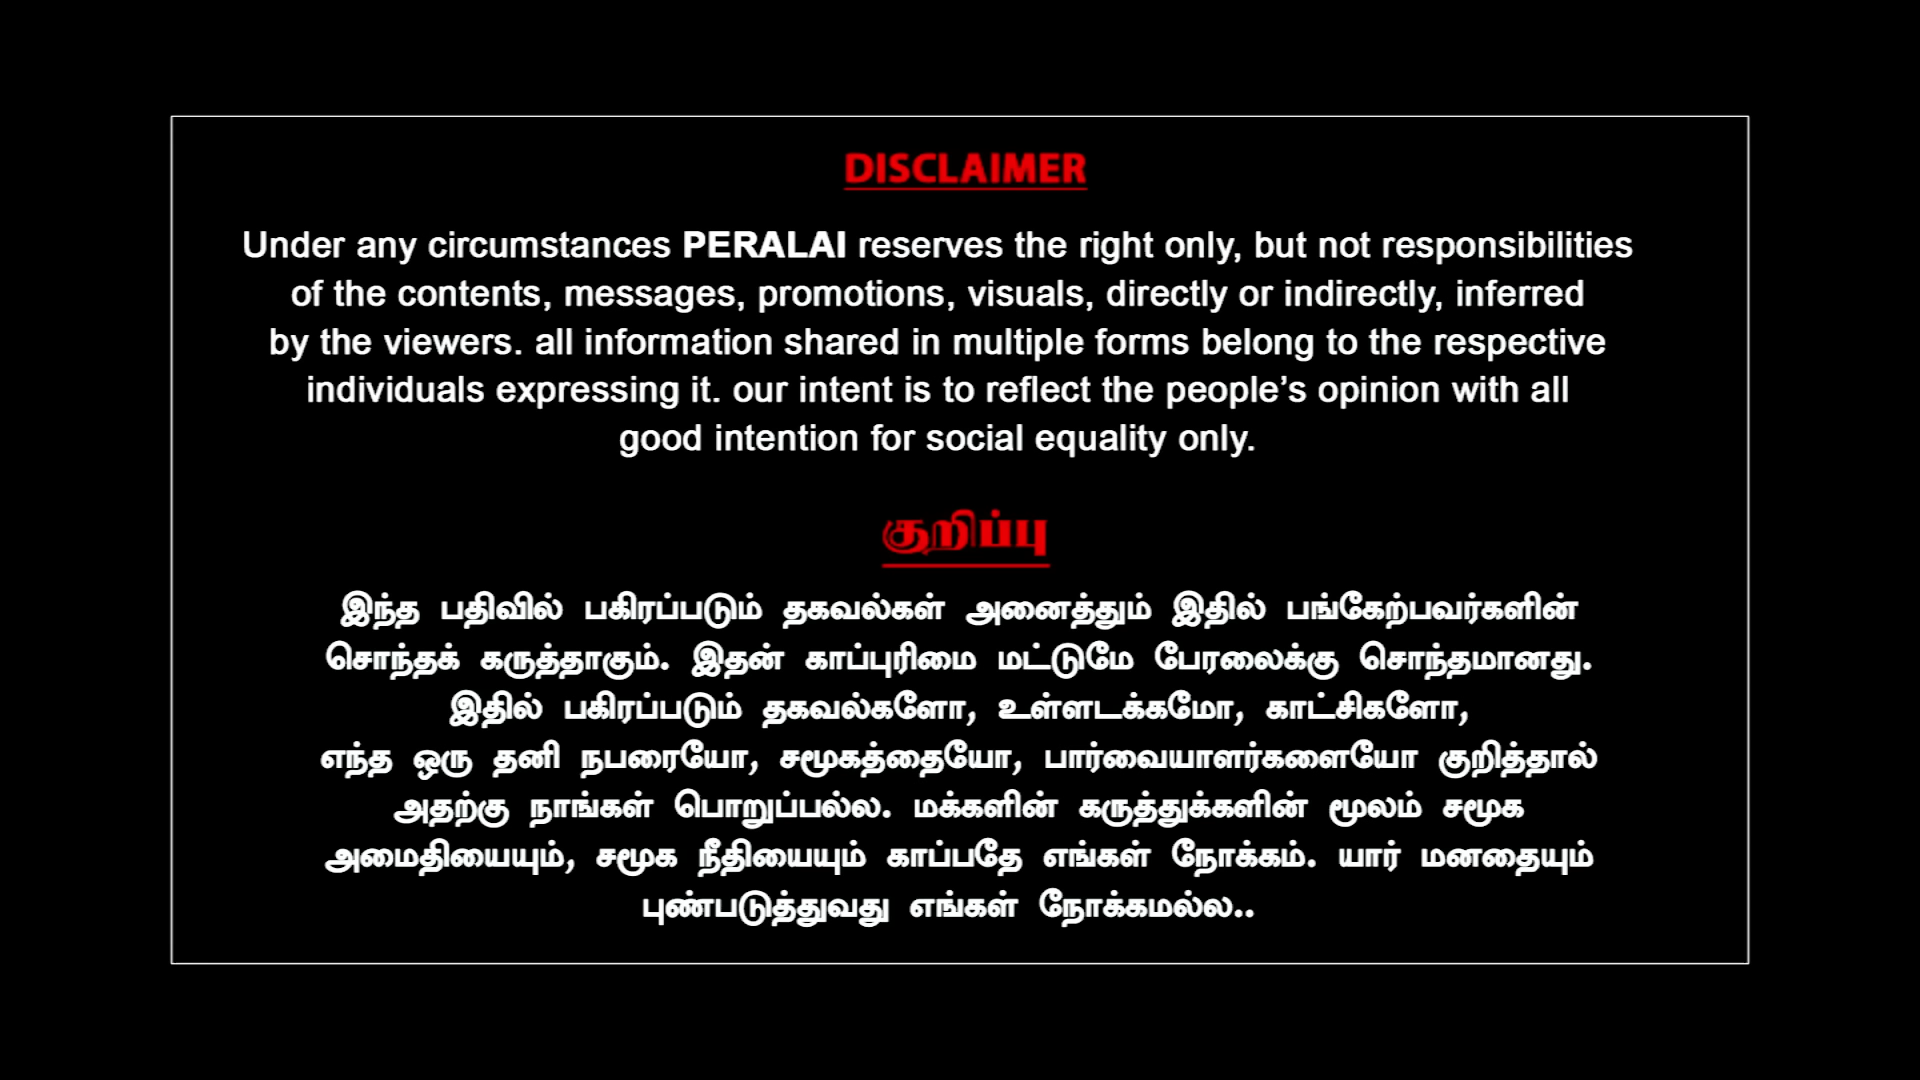 DISCLAIMER
Under any circumstances PERALAI reserves the right only, but not responsibilities
of the contents, messages, promotions, visuals, directly or indirectly, inferred
by the viewers. all information shared in multiple forms belong to the respective
individuals expressing it. our intent is to reflect the people’s opinion with all
good intention for social equality only.
குறிப்பு
இந்த பதிவில் பகிரப்படும் தகவல்கள் அனைத்தும் இதில் பங்கேற்பவர்களின்
சொந்தக் கருத்தாகும். இதன் காப்புரிமை மட்டுமே பேரலைக்கு சொந்தமானது.
இதில் பகிரப்படும் தகவல்களோ, உள்ளடக்கமோ, காட்சிகளோ,
எந்த ஒரு தனி நபரையோ, சமூகத்தையோ, பார்வையாளர்களையோ குறித்தால்
அதற்கு நாங்கள் பொறுப்பல்ல. மக்களின் கருத்துக்களின் மூலம் சமூக
அமைதியையும், சமூக நீதியையும் காப்பதே எங்கள் நோக்கம். யார் மனதையும்
புண்படுத்துவது எங்கள் நோக்கமல்ல..